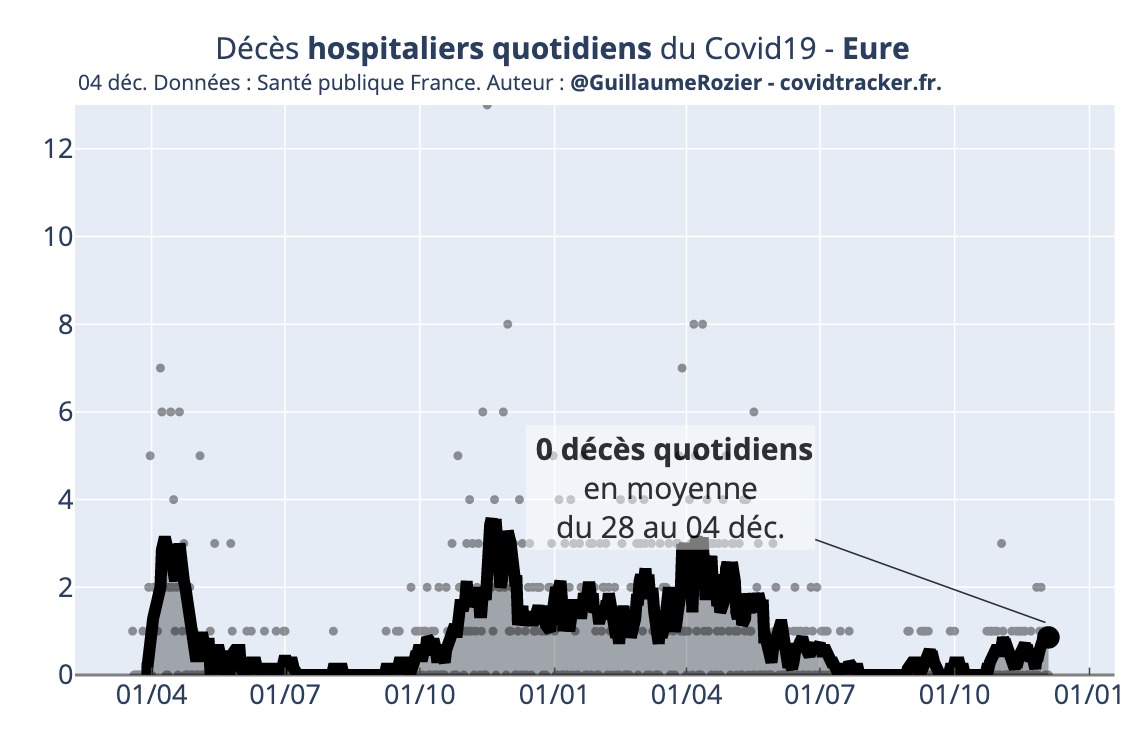 Décès hospitaliers quotidiens du Covid19 - Eure
04 déc. Données : Santé publique France. Auteur : @GuillaumeRozier - covidtracker.fr.
12
10
8
6
0 décès quotidiens
en moyenne
4
du 28 au 04 déc.
2
0
01/04 01/07 01/10 01/01 01/04 01/07 01/10 01/01